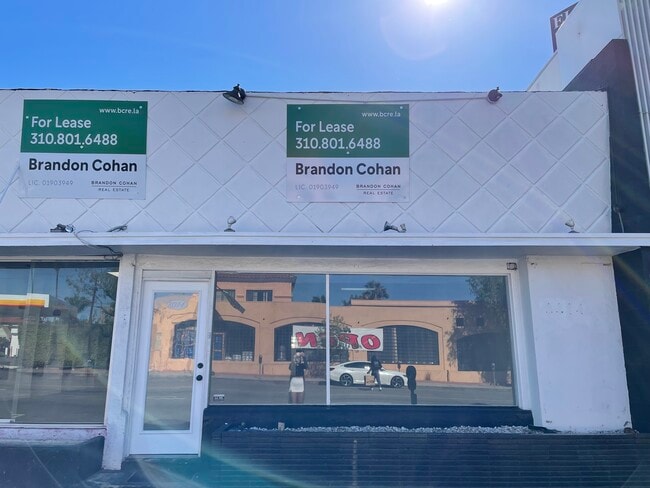 www.bcre.la
For Lease
310.801.6488
Brandon Cohan
LIC. 01903949
BRANDON COHAN
REAL ESTATE
www.bcre.la
For Lease
310.801.6488
Brandon Cohan
LIC. 01903949
BRANDON COHAN
REAL ESTATE
OPEN